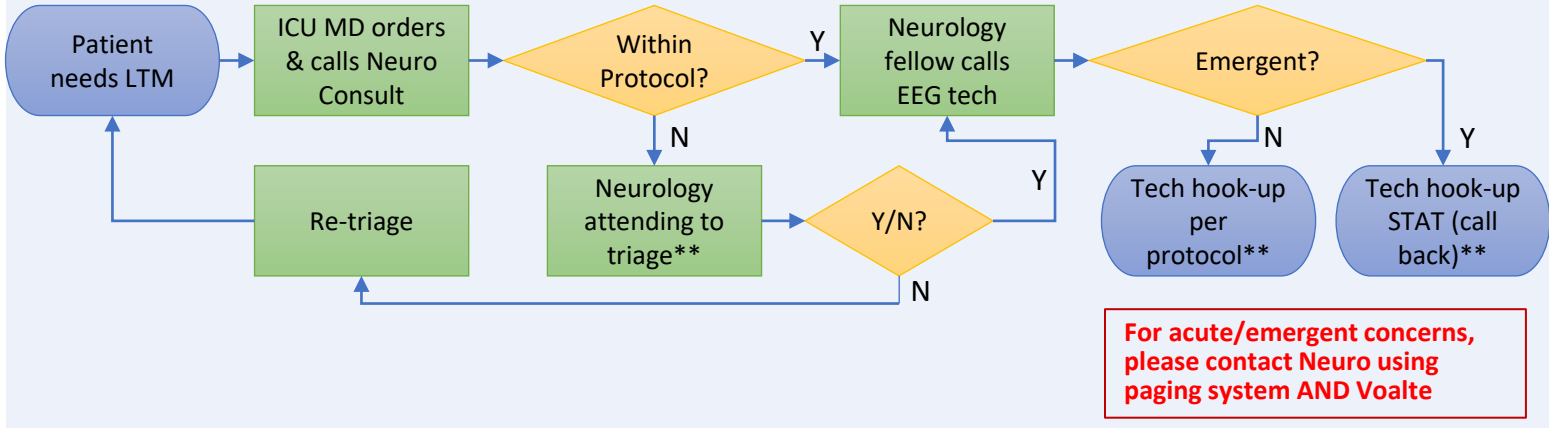 Patient
needs LTM
ICU MD orders
& calls Neuro
Consult
Within
Protocol?
Y
Neurology
fellow calls
EEG tech
Emergent?
N
Y
N
Y
Re-triage
Neurology
attending to
triage**
Y/N?
N
Tech hook-up
per
protocol**
Tech hook-up
STAT (call
back)**
For acute/emergent concerns,
please contact Neuro using
paging system AND Voalte